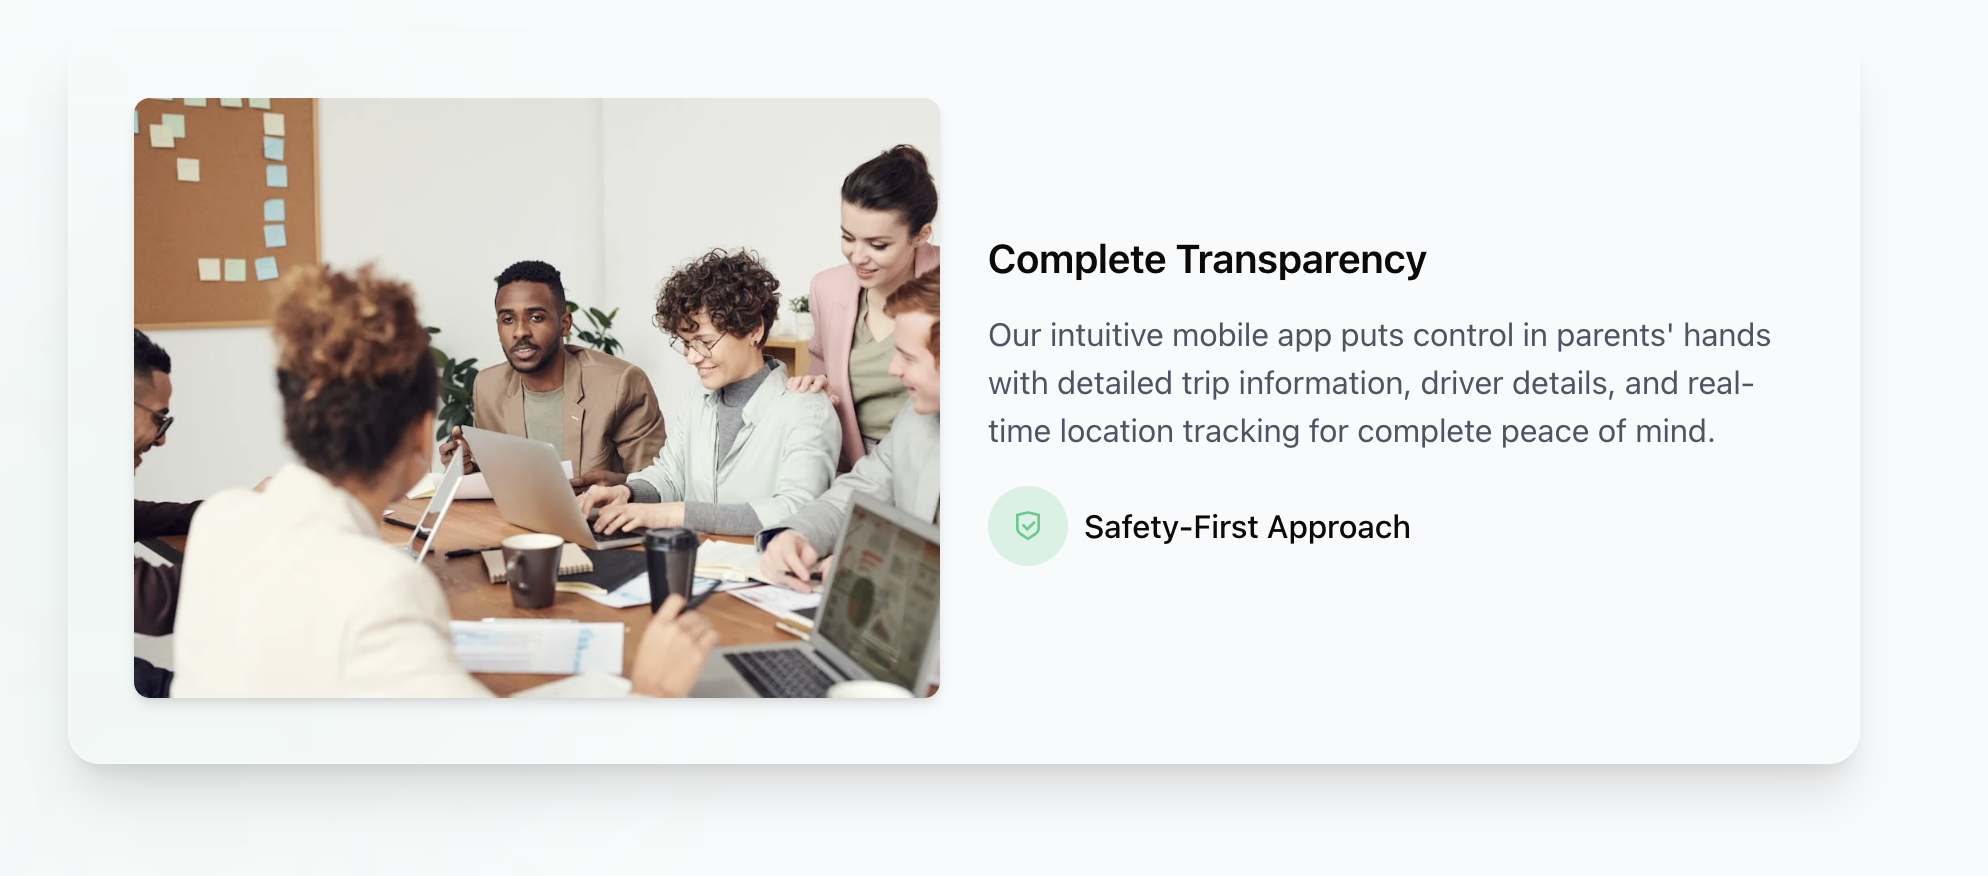 Complete Transparency
Our intuitive mobile app puts control in parents' hands
with detailed trip information, driver details, and real-
time location tracking for complete peace of mind.
Safety-First Approach